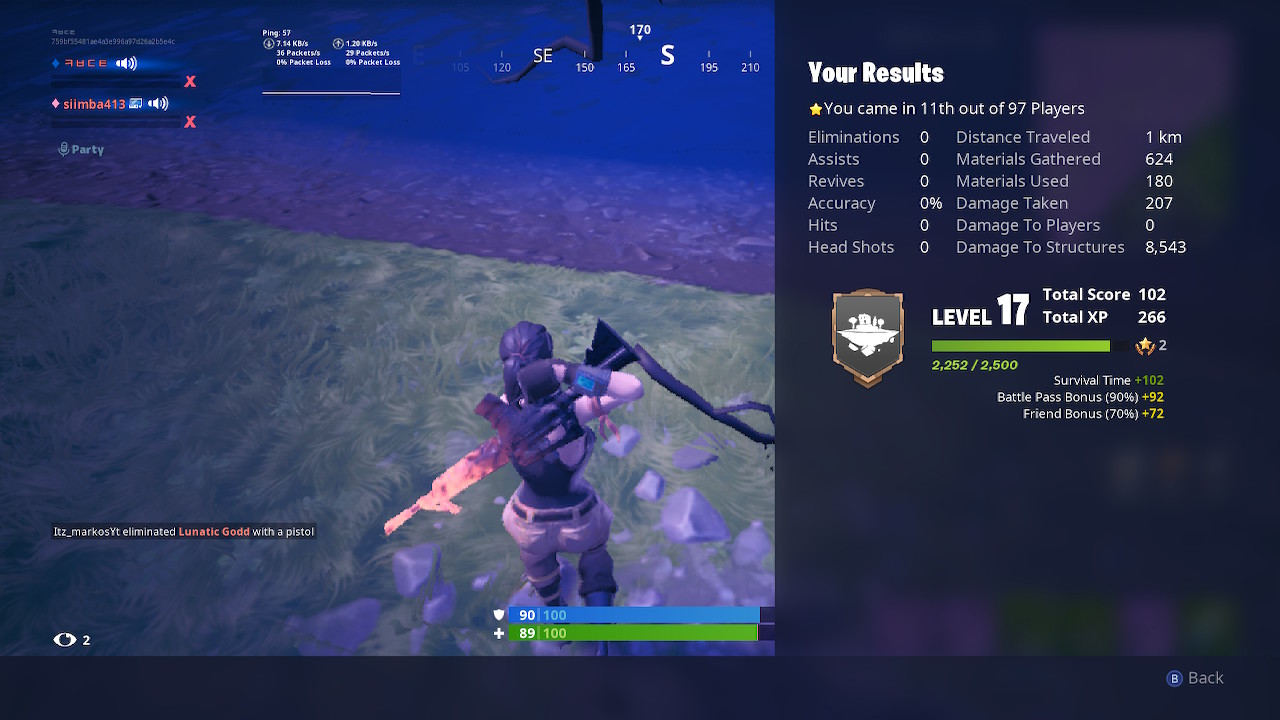 ㅋㅂㄷㅌ
759bf35481ae4a3e996a97d26a2b5e4c
ㅋㅂㄷㅌ
X
siimba413
X
Party
Ping: 57
7.14 KB/s 1.20 KB/s
36 Packets/s 29 Packets/s
0% Packet Loss 0% Packet Loss
170
E 105 120 SE 150 165 S 195 210
Itz_markosYt eliminated Lunatic Godd with a pistol
2
90 100
89 100
Your Results
You came in 11th out of 97 Players
Eliminations 0 Distance Traveled 1 km
Assists 0 Materials Gathered 624
Revives 0 Materials Used 180
Accuracy 0% Damage Taken 207
Hits 0 Damage To Players 0
Head Shots 0 Damage To Structures 8,543
LEVEL 17
Total Score 102
Total XP 266
2
2,252 / 2,500
Survival Time +102
Battle Pass Bonus (90%) +92
Friend Bonus (70%) +72
B Back